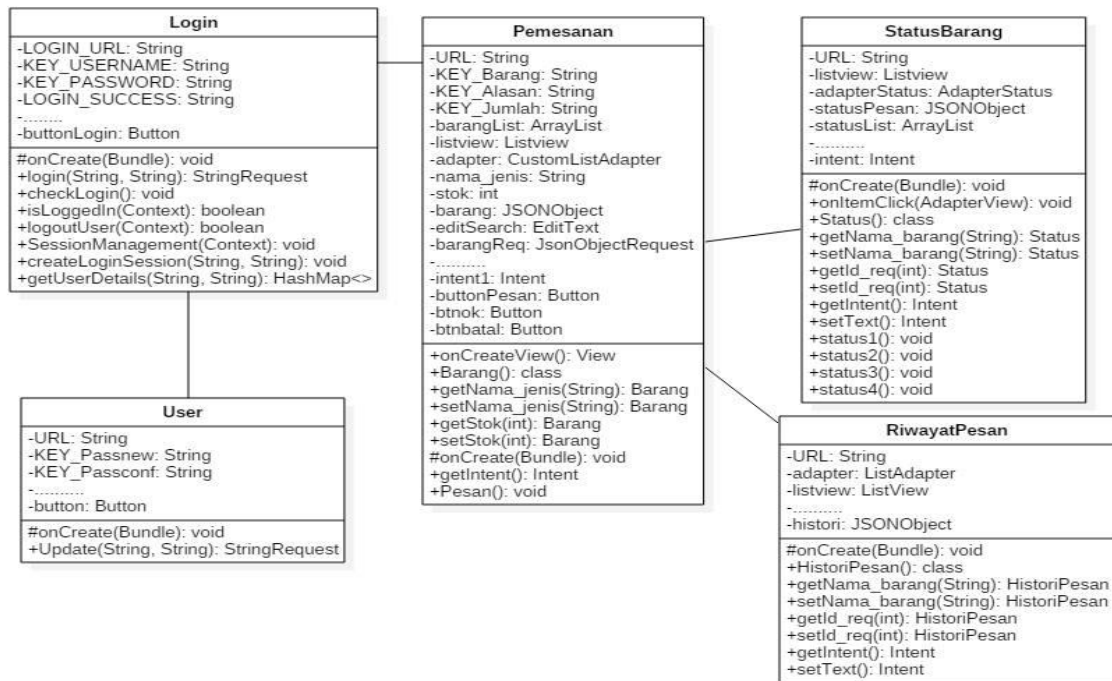 Login
-LOGIN_URL: String
-KEY_USERNAME: String
-KEY_PASSWORD: String
-LOGIN_SUCCESS: String
-........
-buttonLogin: Button
#onCreate(Bundle): void
+login(String, String): StringRequest
+checkLogin(): void
+isLoggedIn(Context): boolean
+logoutUser(Context): boolean
+SessionManagement(Context): void
+createLoginSession(String, String): void
+getUserDetails(String, String): HashMap<>
User
-URL: String
-KEY_Passnew: String
-KEY_Passconf: String
-..........
-button: Button
#onCreate(Bundle): void
+Update(String, String): StringRequest
Pemesanan
-URL: String
-KEY_Barang: String
-KEY_Alasan: String
-KEY_Jumlah: String
-barangList: ArrayList
-listview: Listview
-adapter: CustomListAdapter
-nama_jenis: String
-stok: int
-barang: JSONObject
-editSearch: EditText
-barangReq: JsonObjectRequest
-..........
-intent1: Intent
-buttonPesan: Button
-btnok: Button
-btnbatal: Button
+onCreateView(): View
+Barang(): class
+getNama_jenis(String): Barang
+setNama_jenis(String): Barang
+getStok(int): Barang
+setStok(int): Barang
#onCreate(Bundle): void
+getIntent(): Intent
+Pesan(): void
StatusBarang
-URL: String
-listview: Listview
-adapterStatus: AdapterStatus
-statusPesan: JSONObject
-statusList: ArrayList
-..........
-intent: Intent
#onCreate(Bundle): void
+onItemClick(AdapterView): void
+Status(): class
+getNama_barang(String): Status
+setNama_barang(String): Status
+getId_req(int): Status
+setId_req(int): Status
+getIntent(): Intent
+setText(): Intent
+status1(): void
+status2(): void
+status3(): void
+status4(): void
RiwayatPesan
-URL: String
-adapter: ListAdapter
-listview: ListView
-..........
-histori: JSONObject
#onCreate(Bundle): void
+HistoriPesan(): class
+getNama_barang(String): HistoriPesan
+setNama_barang(String): HistoriPesan
+getId_req(int): HistoriPesan
+setId_req(int): HistoriPesan
+getIntent(): Intent
+setText(): Intent